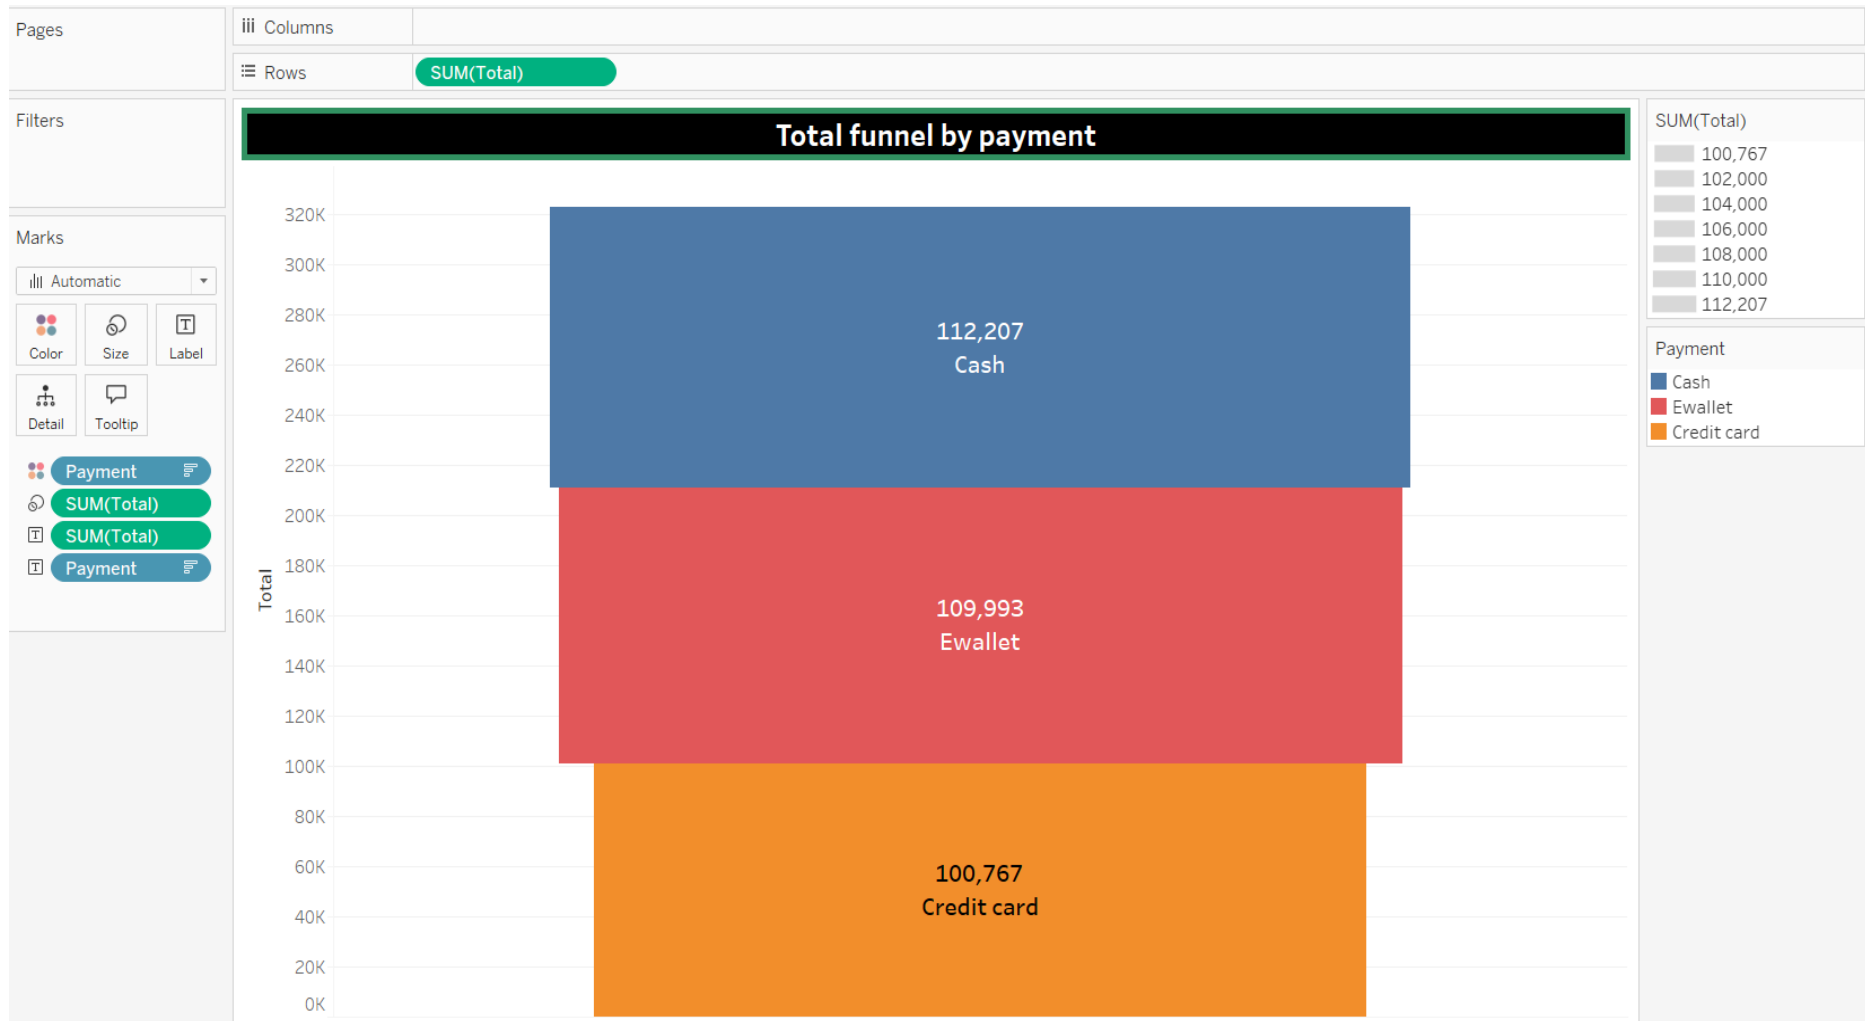 Pages
Columns
Rows
SUM(Total)
Filters
Marks
Automatic
Color
Size
Label
Detail
Tooltip
Payment
SUM(Total)
SUM(Total)
Payment
Total funnel by payment
Total
320K
300K
280K
260K
240K
220K
200K
180K
160K
140K
120K
100K
80K
60K
40K
20K
0K
112,207
Cash
109,993
Ewallet
100,767
Credit card
SUM(Total)
100,767
102,000
104,000
106,000
108,000
110,000
112,207
Payment
Cash
Ewallet
Credit card